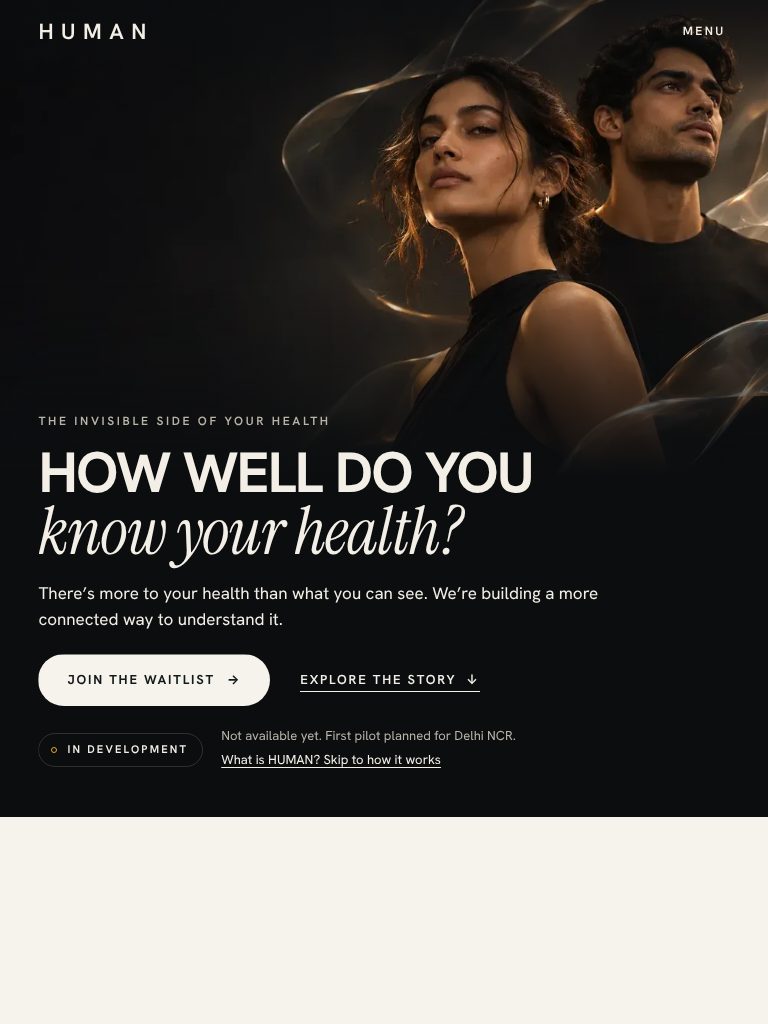 HUMAN
MENU
THE INVISIBLE SIDE OF YOUR HEALTH
HOW WELL DO YOU
know your health?
There’s more to your health than what you can see. We’re building a more
connected way to understand it.
JOIN THE WAITLIST →
EXPLORE THE STORY ↓
IN DEVELOPMENT
Not available yet. First pilot planned for Delhi NCR.
What is HUMAN? Skip to how it works